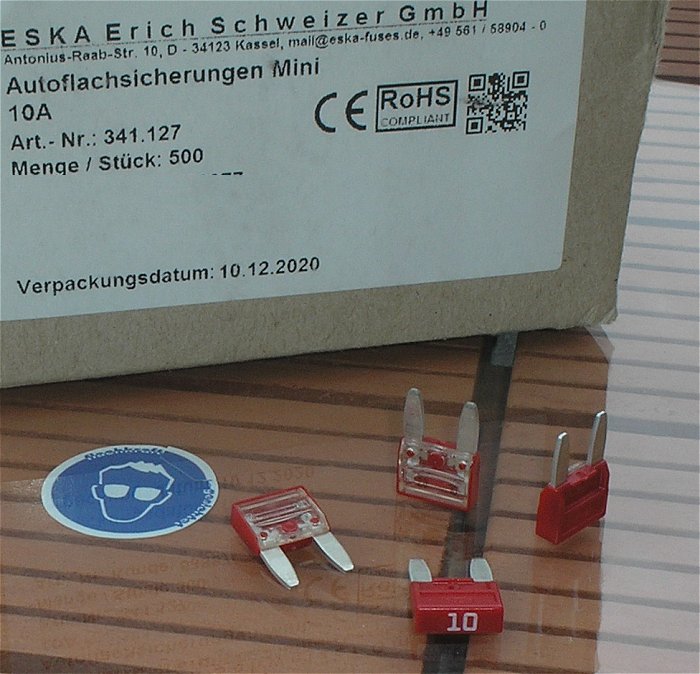 ESKA Erich Schweizer GmbH
Antonius-Raab-Str. 10, D - 34123 Kassel, mail@eska-fuses.de, +49 561 / 58904 - 0
Autoflachsicherungen Mini
10A
CE RoHS
COMPLIANT
Art.- Nr.: 341.127
Menge / Stück: 500
Verpackungsdatum: 10.12.2020
10